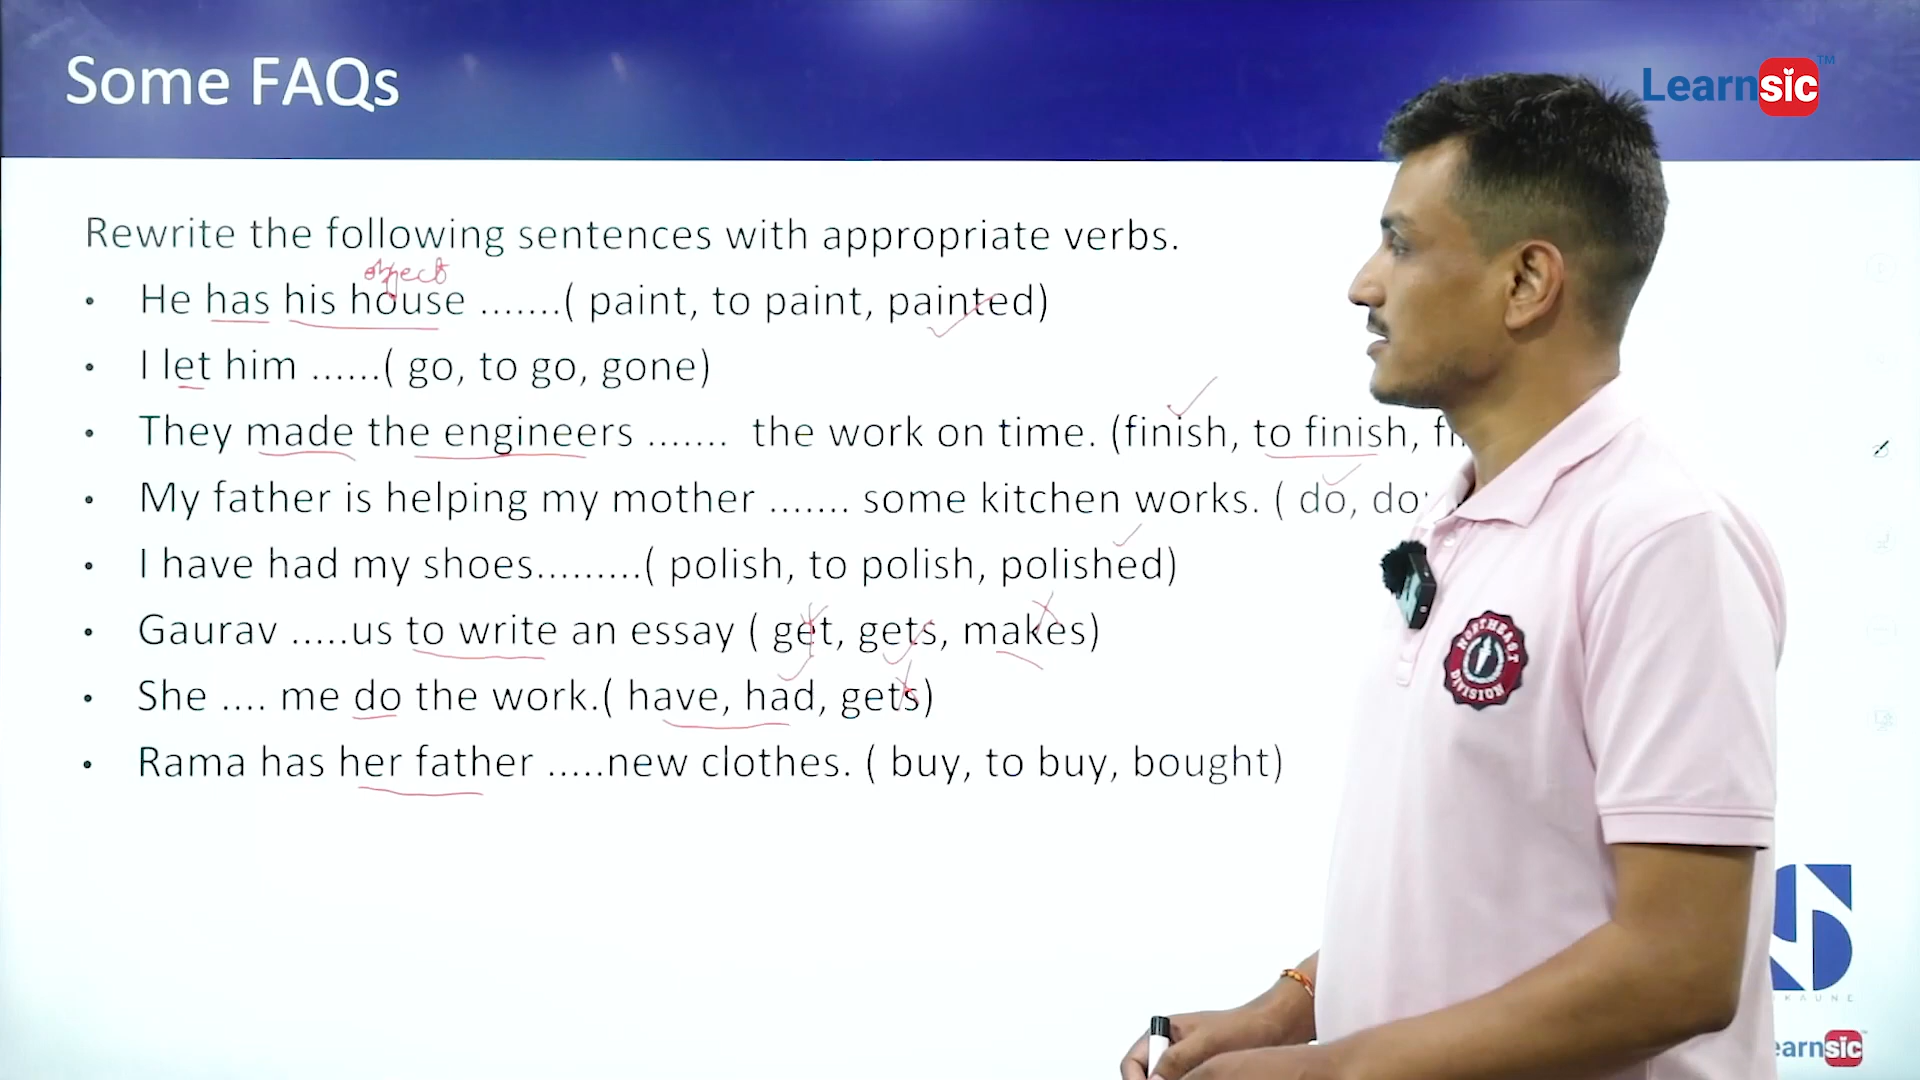 Some FAQs
Learnsic™
Rewrite the following sentences with appropriate verbs.
object
• He has his house .......( paint, to paint, painted)
• I let him ......( go, to go, gone)
• They made the engineers ....... the work on time. (finish, to finish,
• My father is helping my mother ....... some kitchen works. ( do,
• I have had my shoes.........( polish, to polish, polished)
• Gaurav .....us to write an essay ( get, gets, makes)
• She .... me do the work.( have, had, gets)
• Rama has her father .....new clothes. ( buy, to buy, bought)
NORTHEAST
DIVISION
earnsic